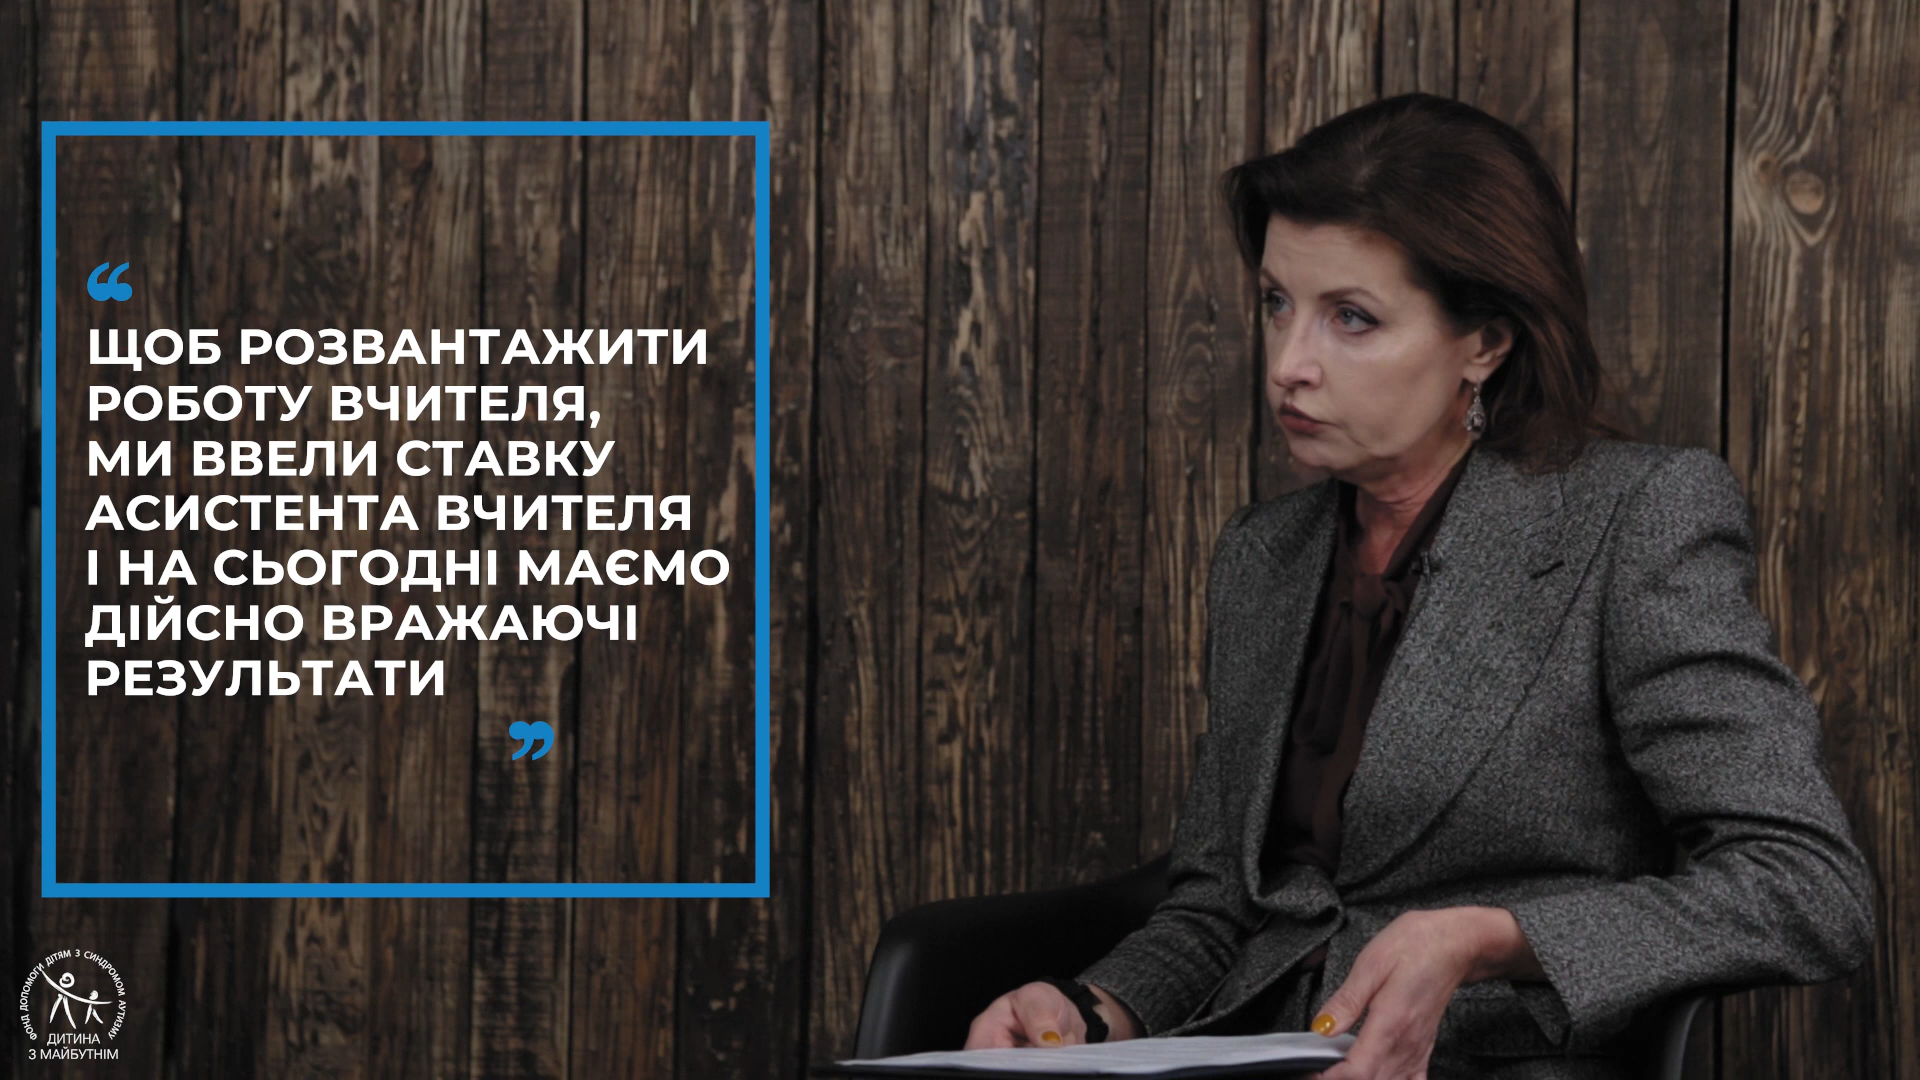 “
ЩОБ РОЗВАНТАЖИТИ
РОБОТУ ВЧИТЕЛЯ,
МИ ВВЕЛИ СТАВКУ
АСИСТЕНТА ВЧИТЕЛЯ
І НА СЬОГОДНІ МАЄМО
ДІЙСНО ВРАЖАЮЧІ
РЕЗУЛЬТАТИ
”
ФОНД ДОПОМОГИ ДІТЯМ З СИНДРОМОМ АУТИЗМУ
ДИТИНА
З МАЙБУТНІМ